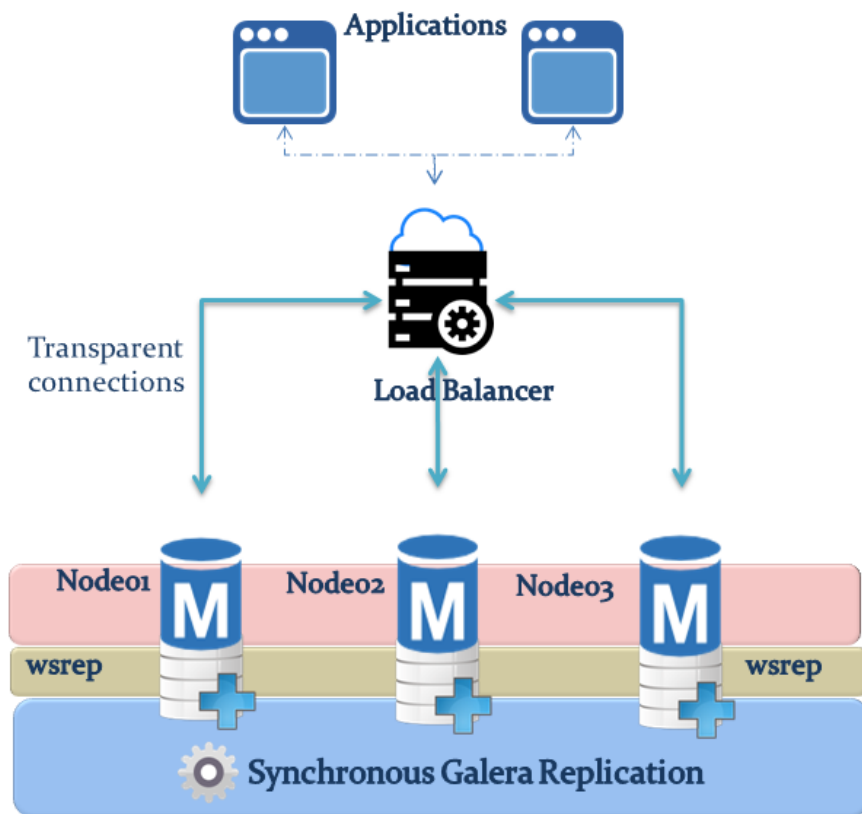 Applications
Transparent
connections
Load Balancer
Node01
Node02
Node03
M
M
M
wsrep
wsrep
Synchronous Galera Replication